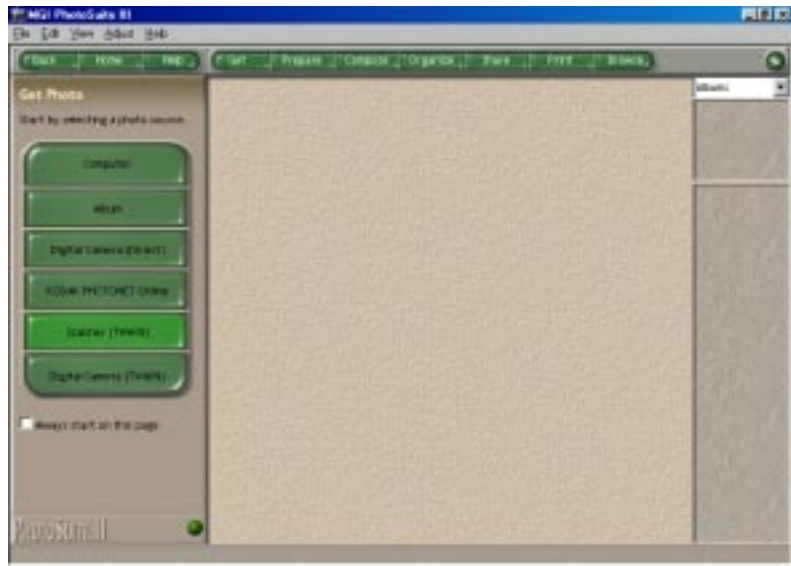 MGI PhotoSuite III
File Edit View Adjust Help
Back Home Help Get Prepare Compose Organize Share Print Browse
Get Photo
Start by selecting a photo source.
Computer
Album
Digital Camera (Direct)
KODAK PHOTONET Online
Scanner (TWAIN)
Digital Camera (TWAIN)
Always start on this page
PHOTOSUITE III